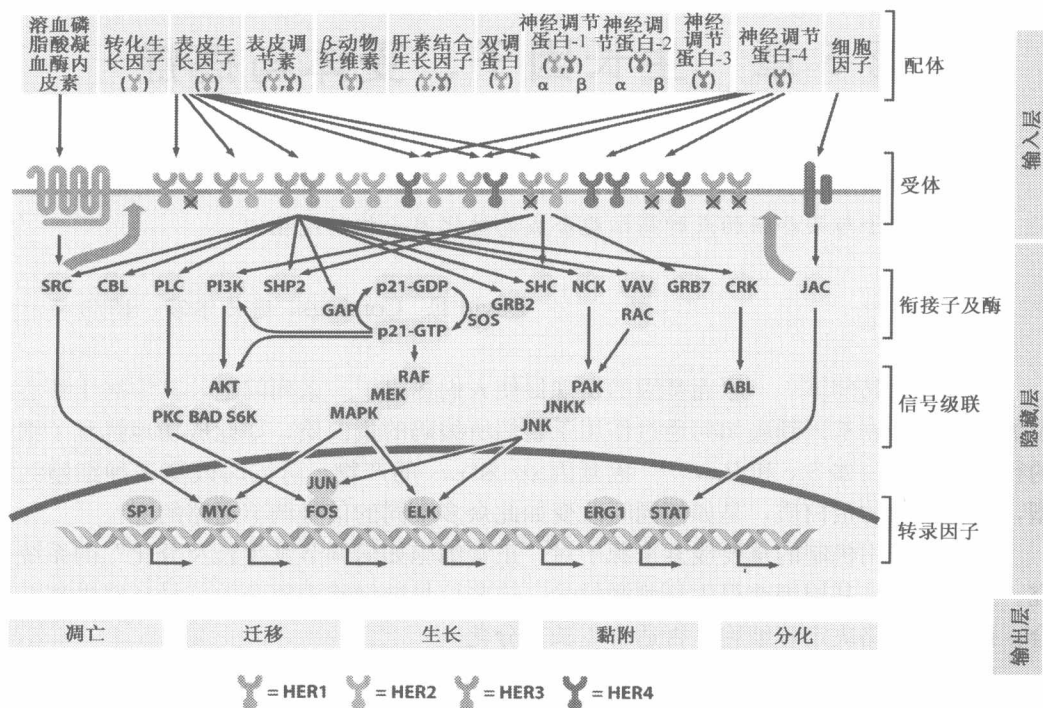 溶血磷
脂酸凝
血酶内
皮素
转化生
长因子
表皮生
长因子
表皮调
节素
β-动物
纤维素
肝素结合
生长因子
双调
蛋白
神经调节
蛋白-1
α β
神经调
节蛋白-2
α β
神经
调节
蛋白-3
神经调节
蛋白-4
细胞
因子
配体
输入层
受体
SRC CBL PLC PI3K SHP2 GAP p21-GDP p21-GTP SOS GRB2 SHC NCK VAV GRB7 CRK JAC
RAC
衔接子及酶
AKT
RAF
MEK
MAPK
PAK
JNKK
JNK
ABL
PKC BAD S6K
信号级联
隐藏层
JUN
SP1 MYC FOS ELK ERG1 STAT
转录因子
凋亡 迁移 生长 黏附 分化
输出层
= HER1 = HER2 = HER3 = HER4